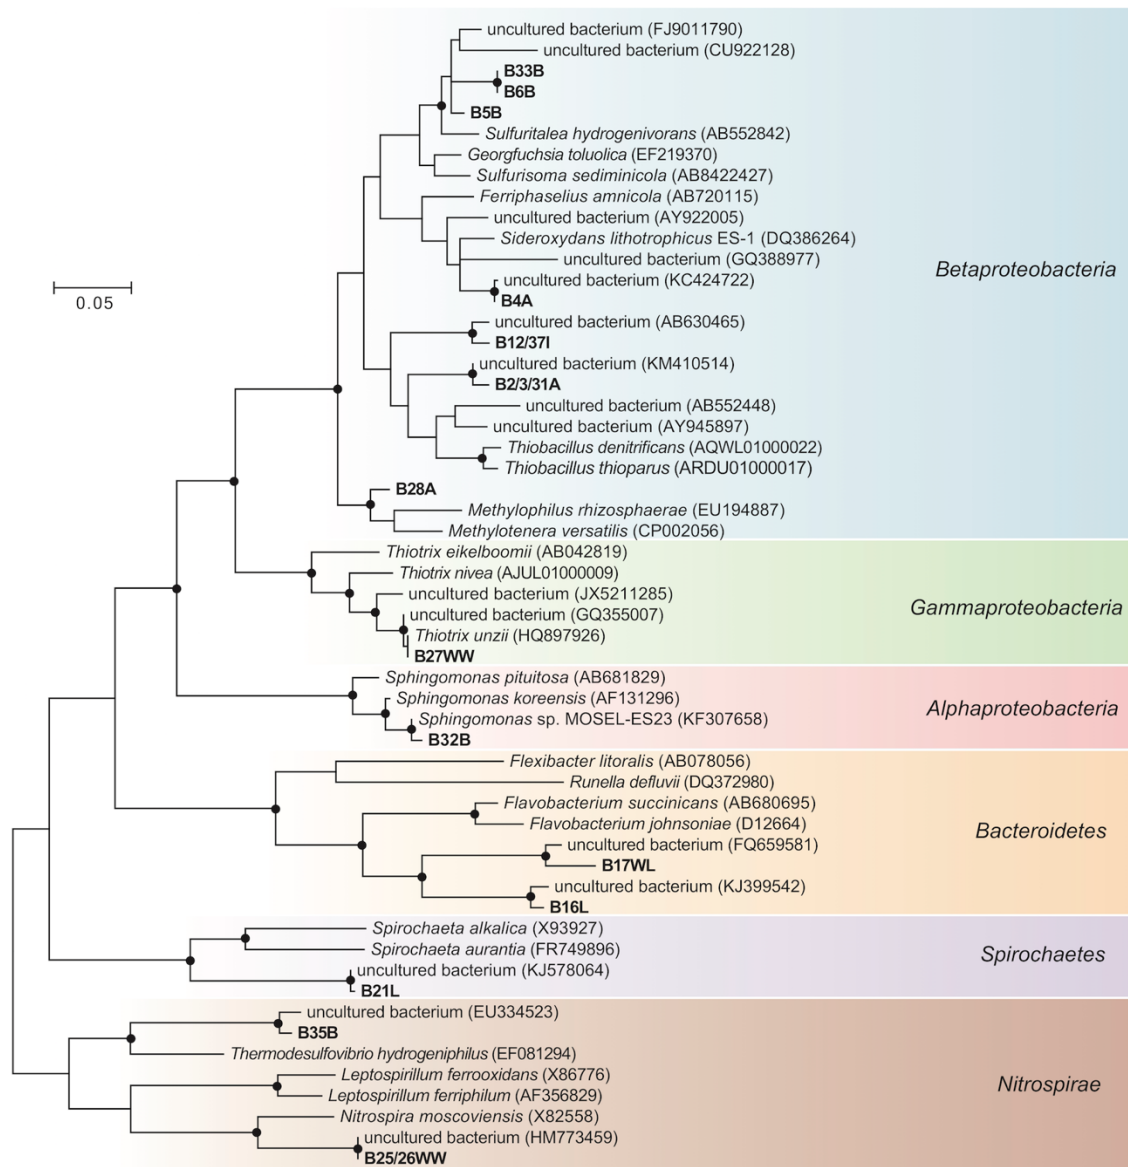 uncultured bacterium (FJ9011790)
uncultured bacterium (CU922128)
B33B
B6B
B5B
Sulfuritalea hydrogenivorans (AB552842)
Georgfuchsia toluolica (EF219370)
Sulfurisoma sediminicola (AB8422427)
Ferriphaselius amnicola (AB720115)
uncultured bacterium (AY922005)
Sideroxydans lithotrophicus ES-1 (DQ386264)
uncultured bacterium (GQ388977)
Betaproteobacteria
uncultured bacterium (KC424722)
0.05
B4A
uncultured bacterium (AB630465)
B12/37I
uncultured bacterium (KM410514)
B2/3/31A
uncultured bacterium (AB552448)
uncultured bacterium (AY945897)
Thiobacillus denitrificans (AQWL01000022)
Thiobacillus thioparus (ARDU01000017)
B28A
Methylophilus rhizosphaerae (EU194887)
Methylotenera versatilis (CP002056)
Thiotrix eikelboomii (AB042819)
Thiotrix nivea (AJUL01000009)
uncultured bacterium (JX5211285)
Gammaproteobacteria
uncultured bacterium (GQ355007)
Thiotrix unzii (HQ897926)
B27WW
Sphingomonas pituitosa (AB681829)
Sphingomonas koreensis (AF131296)
Alphaproteobacteria
Sphingomonas sp. MOSEL-ES23 (KF307658)
B32B
Flexibacter litoralis (AB078056)
Runella defluvii (DQ372980)
Flavobacterium succinicans (AB680695)
Flavobacterium johnsoniae (D12664)
Bacteroidetes
uncultured bacterium (FQ659581)
B17WL
uncultured bacterium (KJ399542)
B16L
Spirochaeta alkalica (X93927)
Spirochaeta aurantia (FR749896)
Spirochaetes
uncultured bacterium (KJ578064)
B21L
uncultured bacterium (EU334523)
B35B
Thermodesulfovibrio hydrogeniphilus (EF081294)
Leptospirillum ferrooxidans (X86776)
Nitrospirae
Leptospirillum ferriphilum (AF356829)
Nitrospira moscoviensis (X82558)
uncultured bacterium (HM773459)
B25/26WW